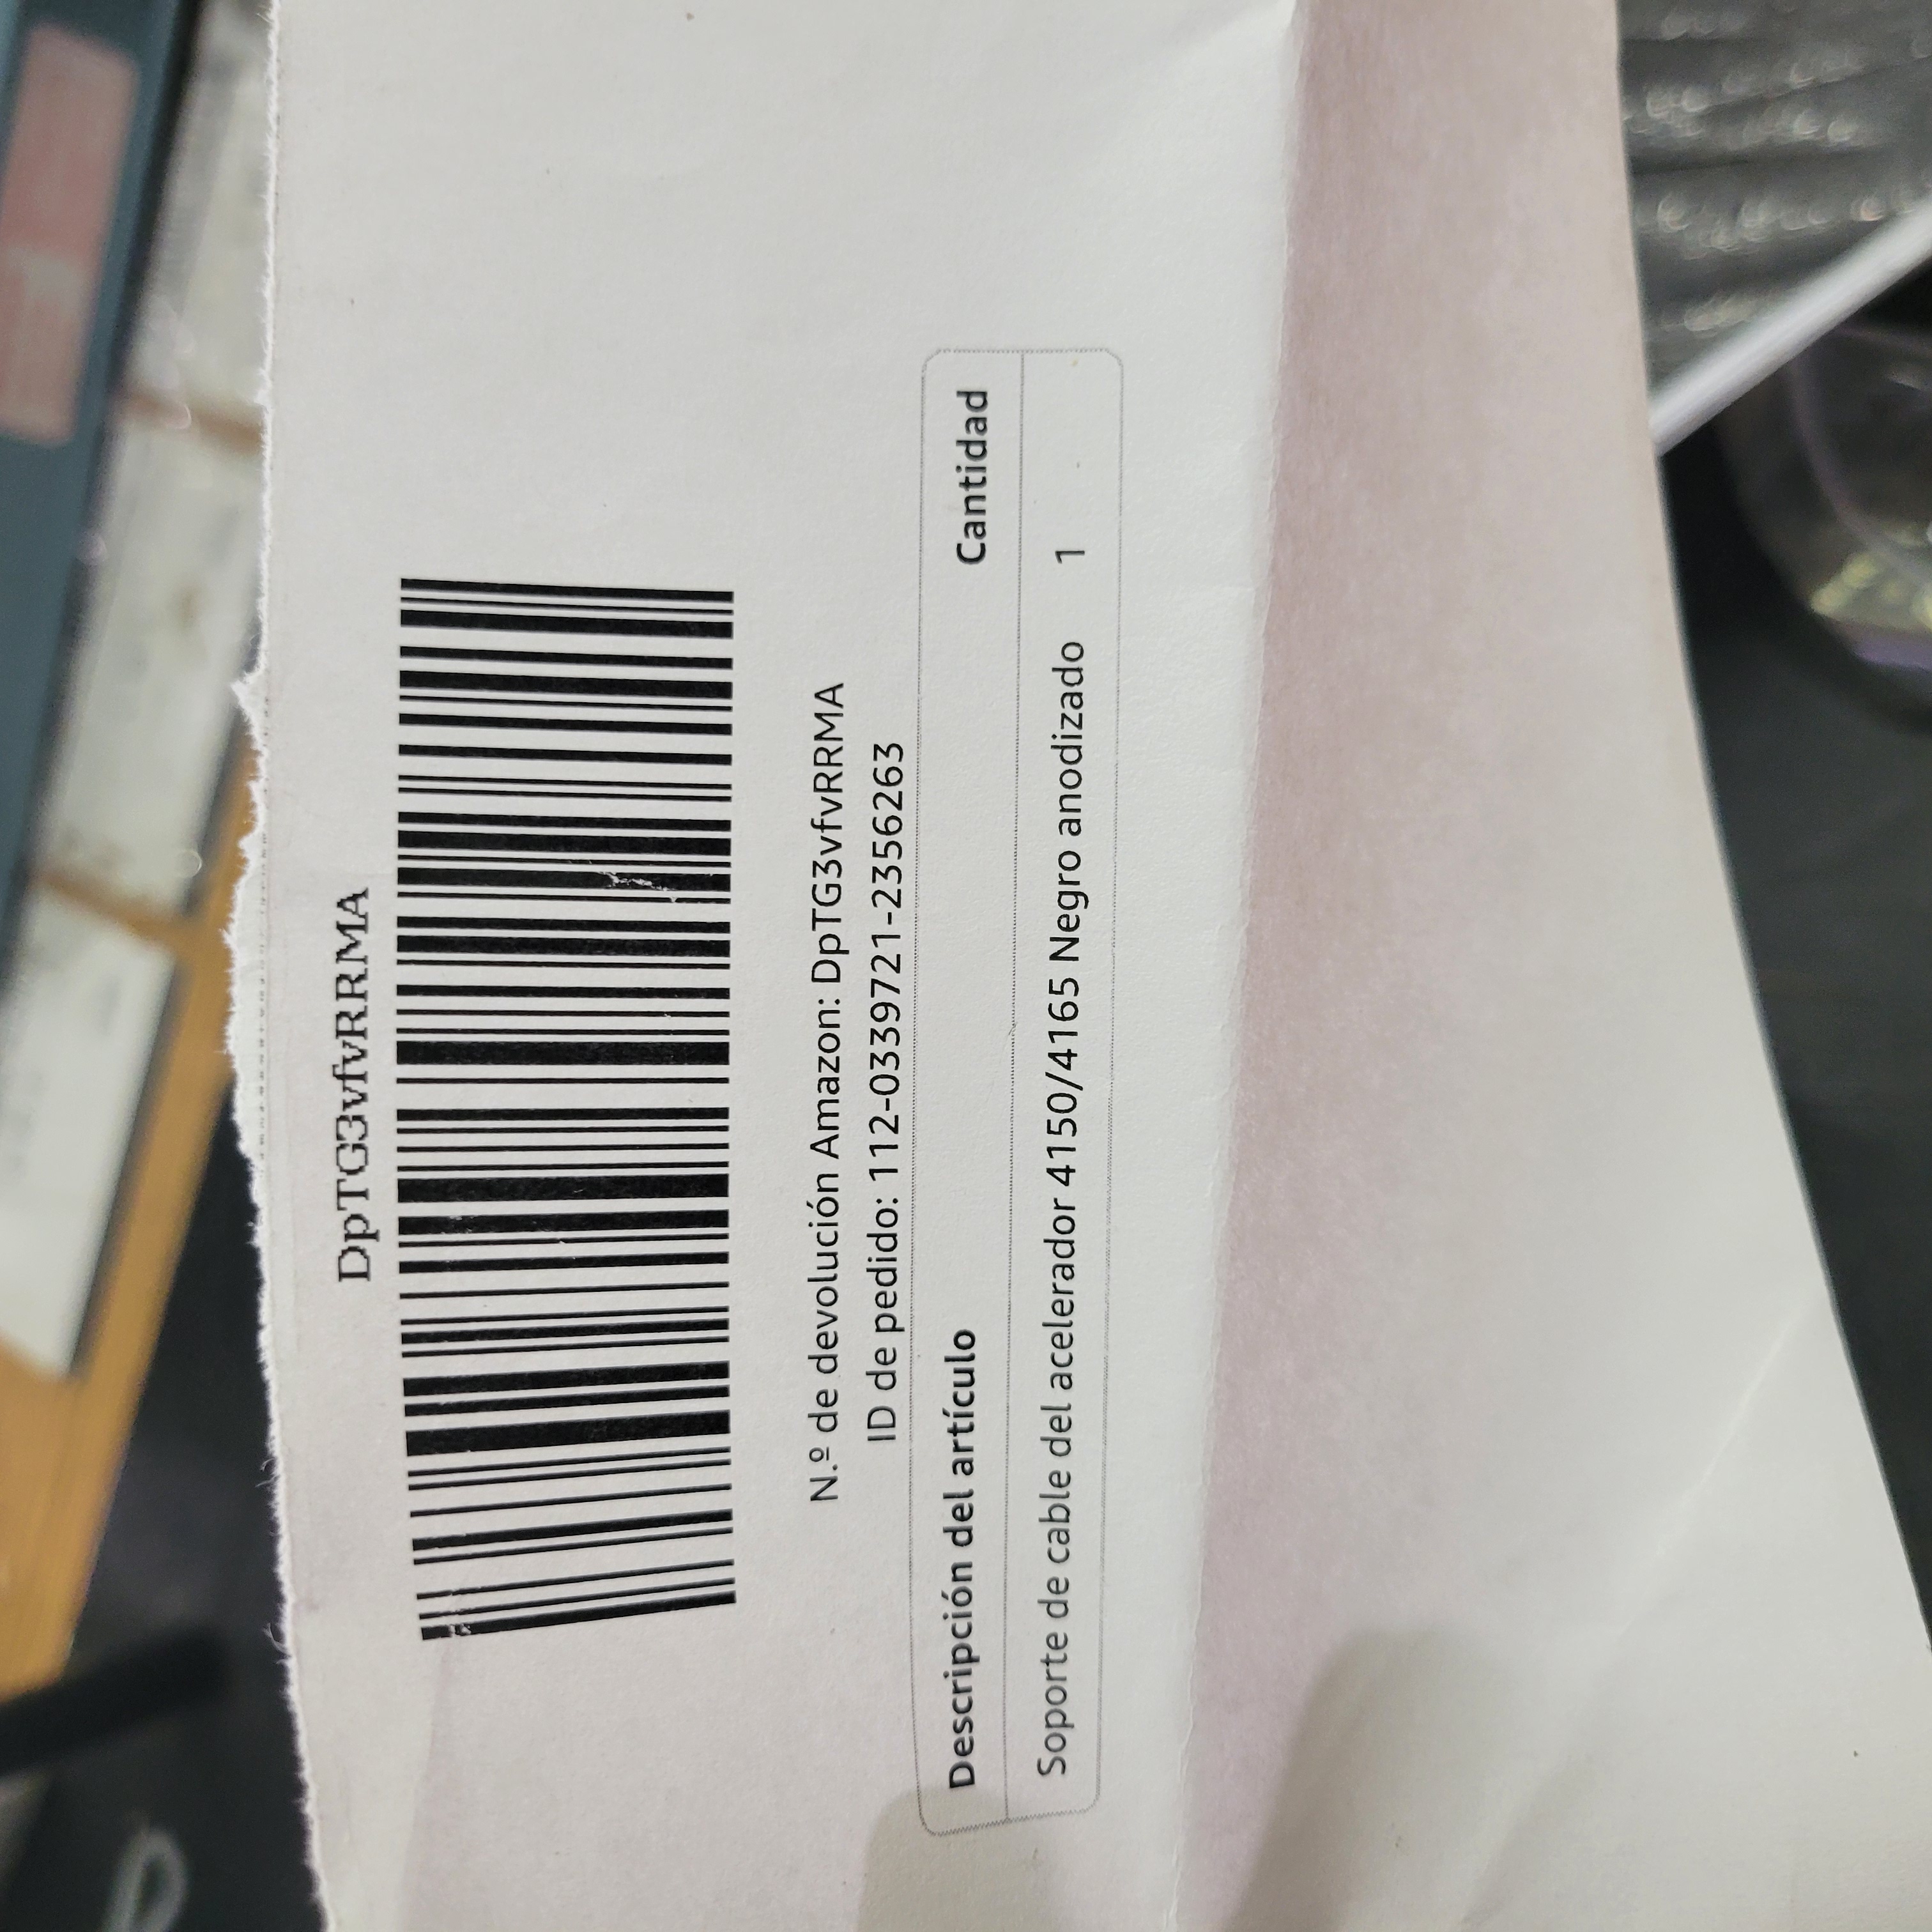 DpTG3vfvRRMA
N.º de devolución Amazon: DpTG3vfvRRMA
ID de pedido: 112-0339721-2356263
Descripción del artículo Cantidad
Soporte de cable del acelerador 4150/4165 Negro anodizado 1